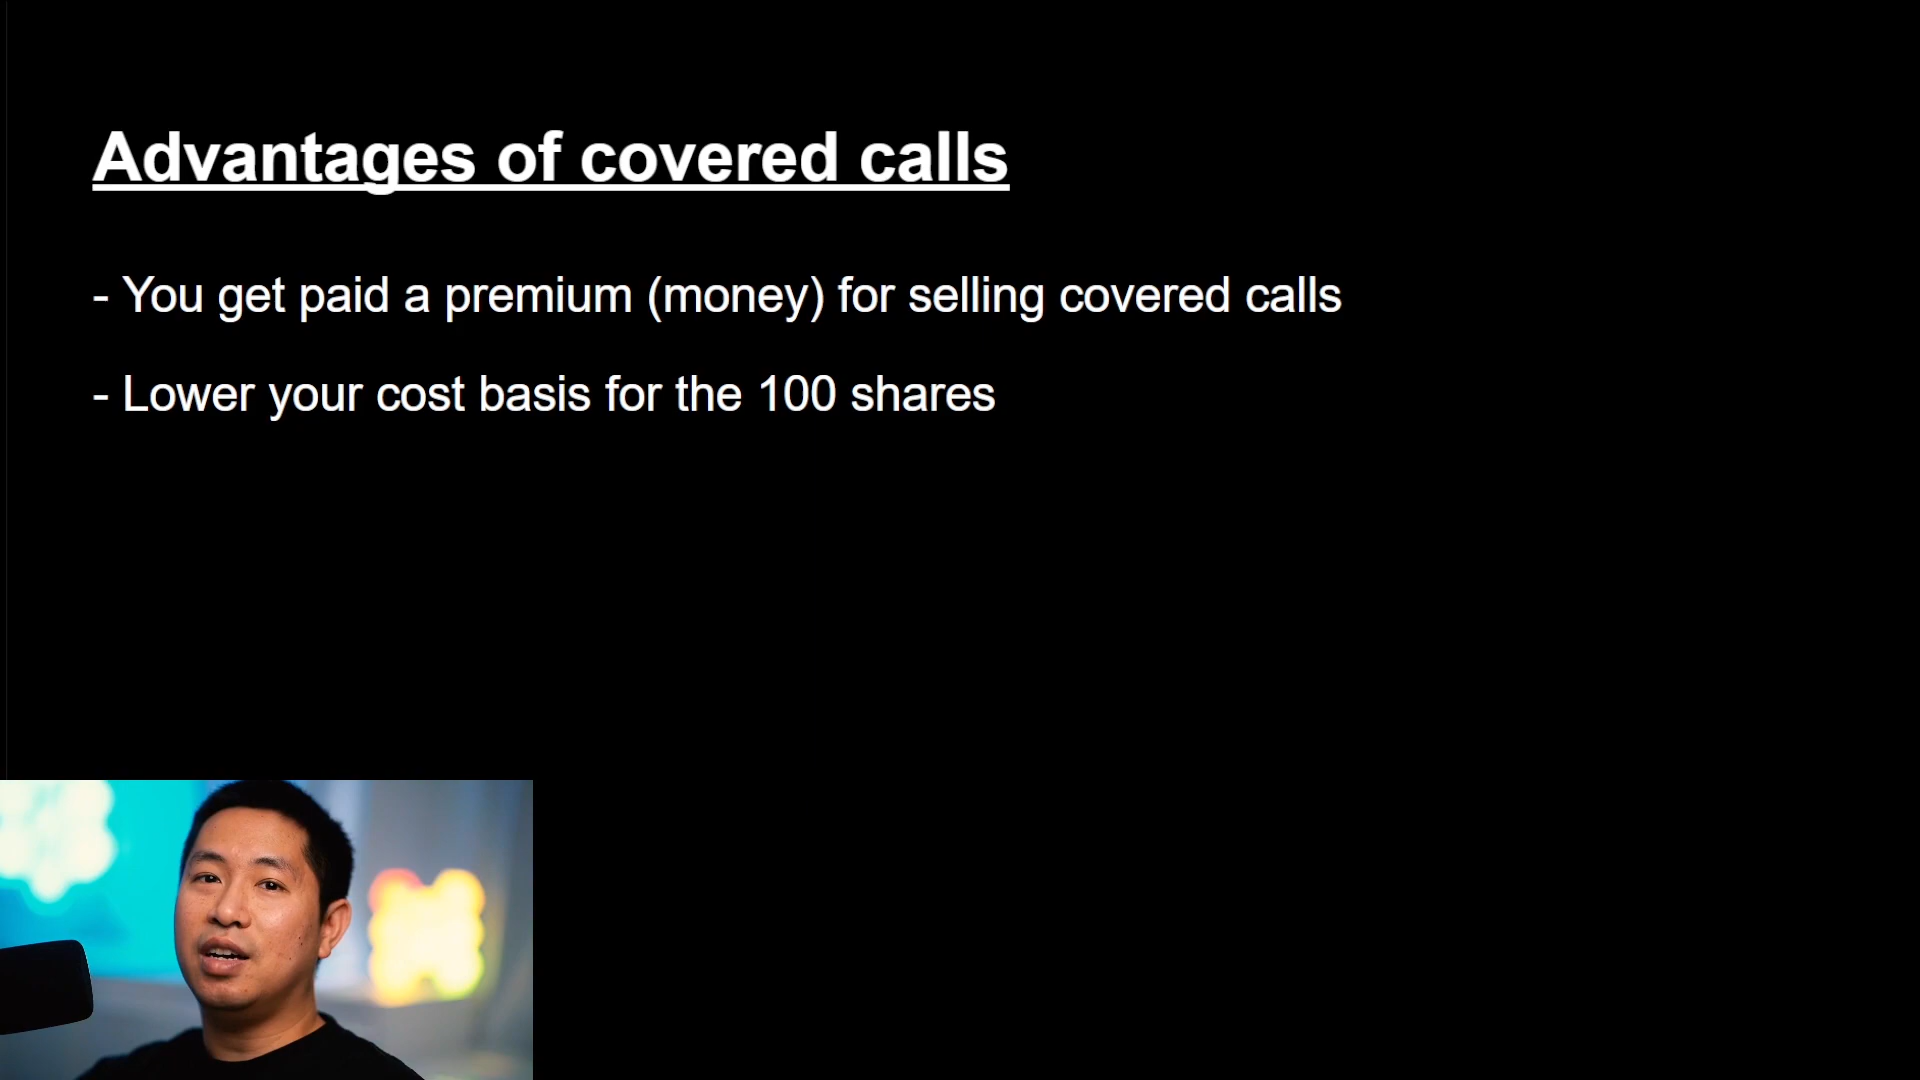 Advantages of covered calls
- You get paid a premium (money) for selling covered calls
- Lower your cost basis for the 100 shares